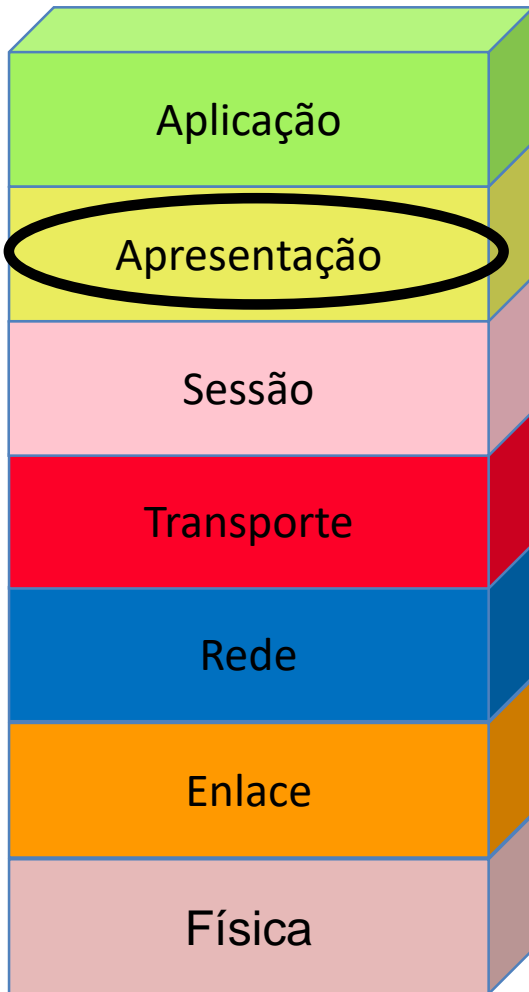 Aplicação
Apresentação
Sessão
Transporte
Rede
Enlace
Física